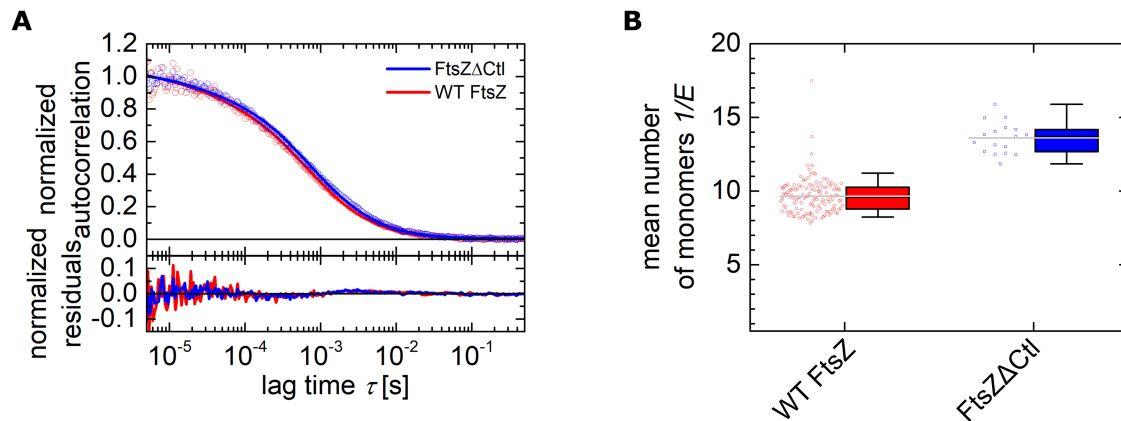 A
normalized
autocorrelation
1.2
1.0
0.8
0.6
0.4
0.2
0.0
FtsZΔCtl
WT FtsZ
normalized
residuals
0.1
0.0
-0.1
10⁻⁵ 10⁻⁴ 10⁻³ 10⁻² 10⁻¹
lag time τ [s]
B
mean number
of monomers 1/E
20
15
10
5
WT FtsZ
FtsZΔCtl